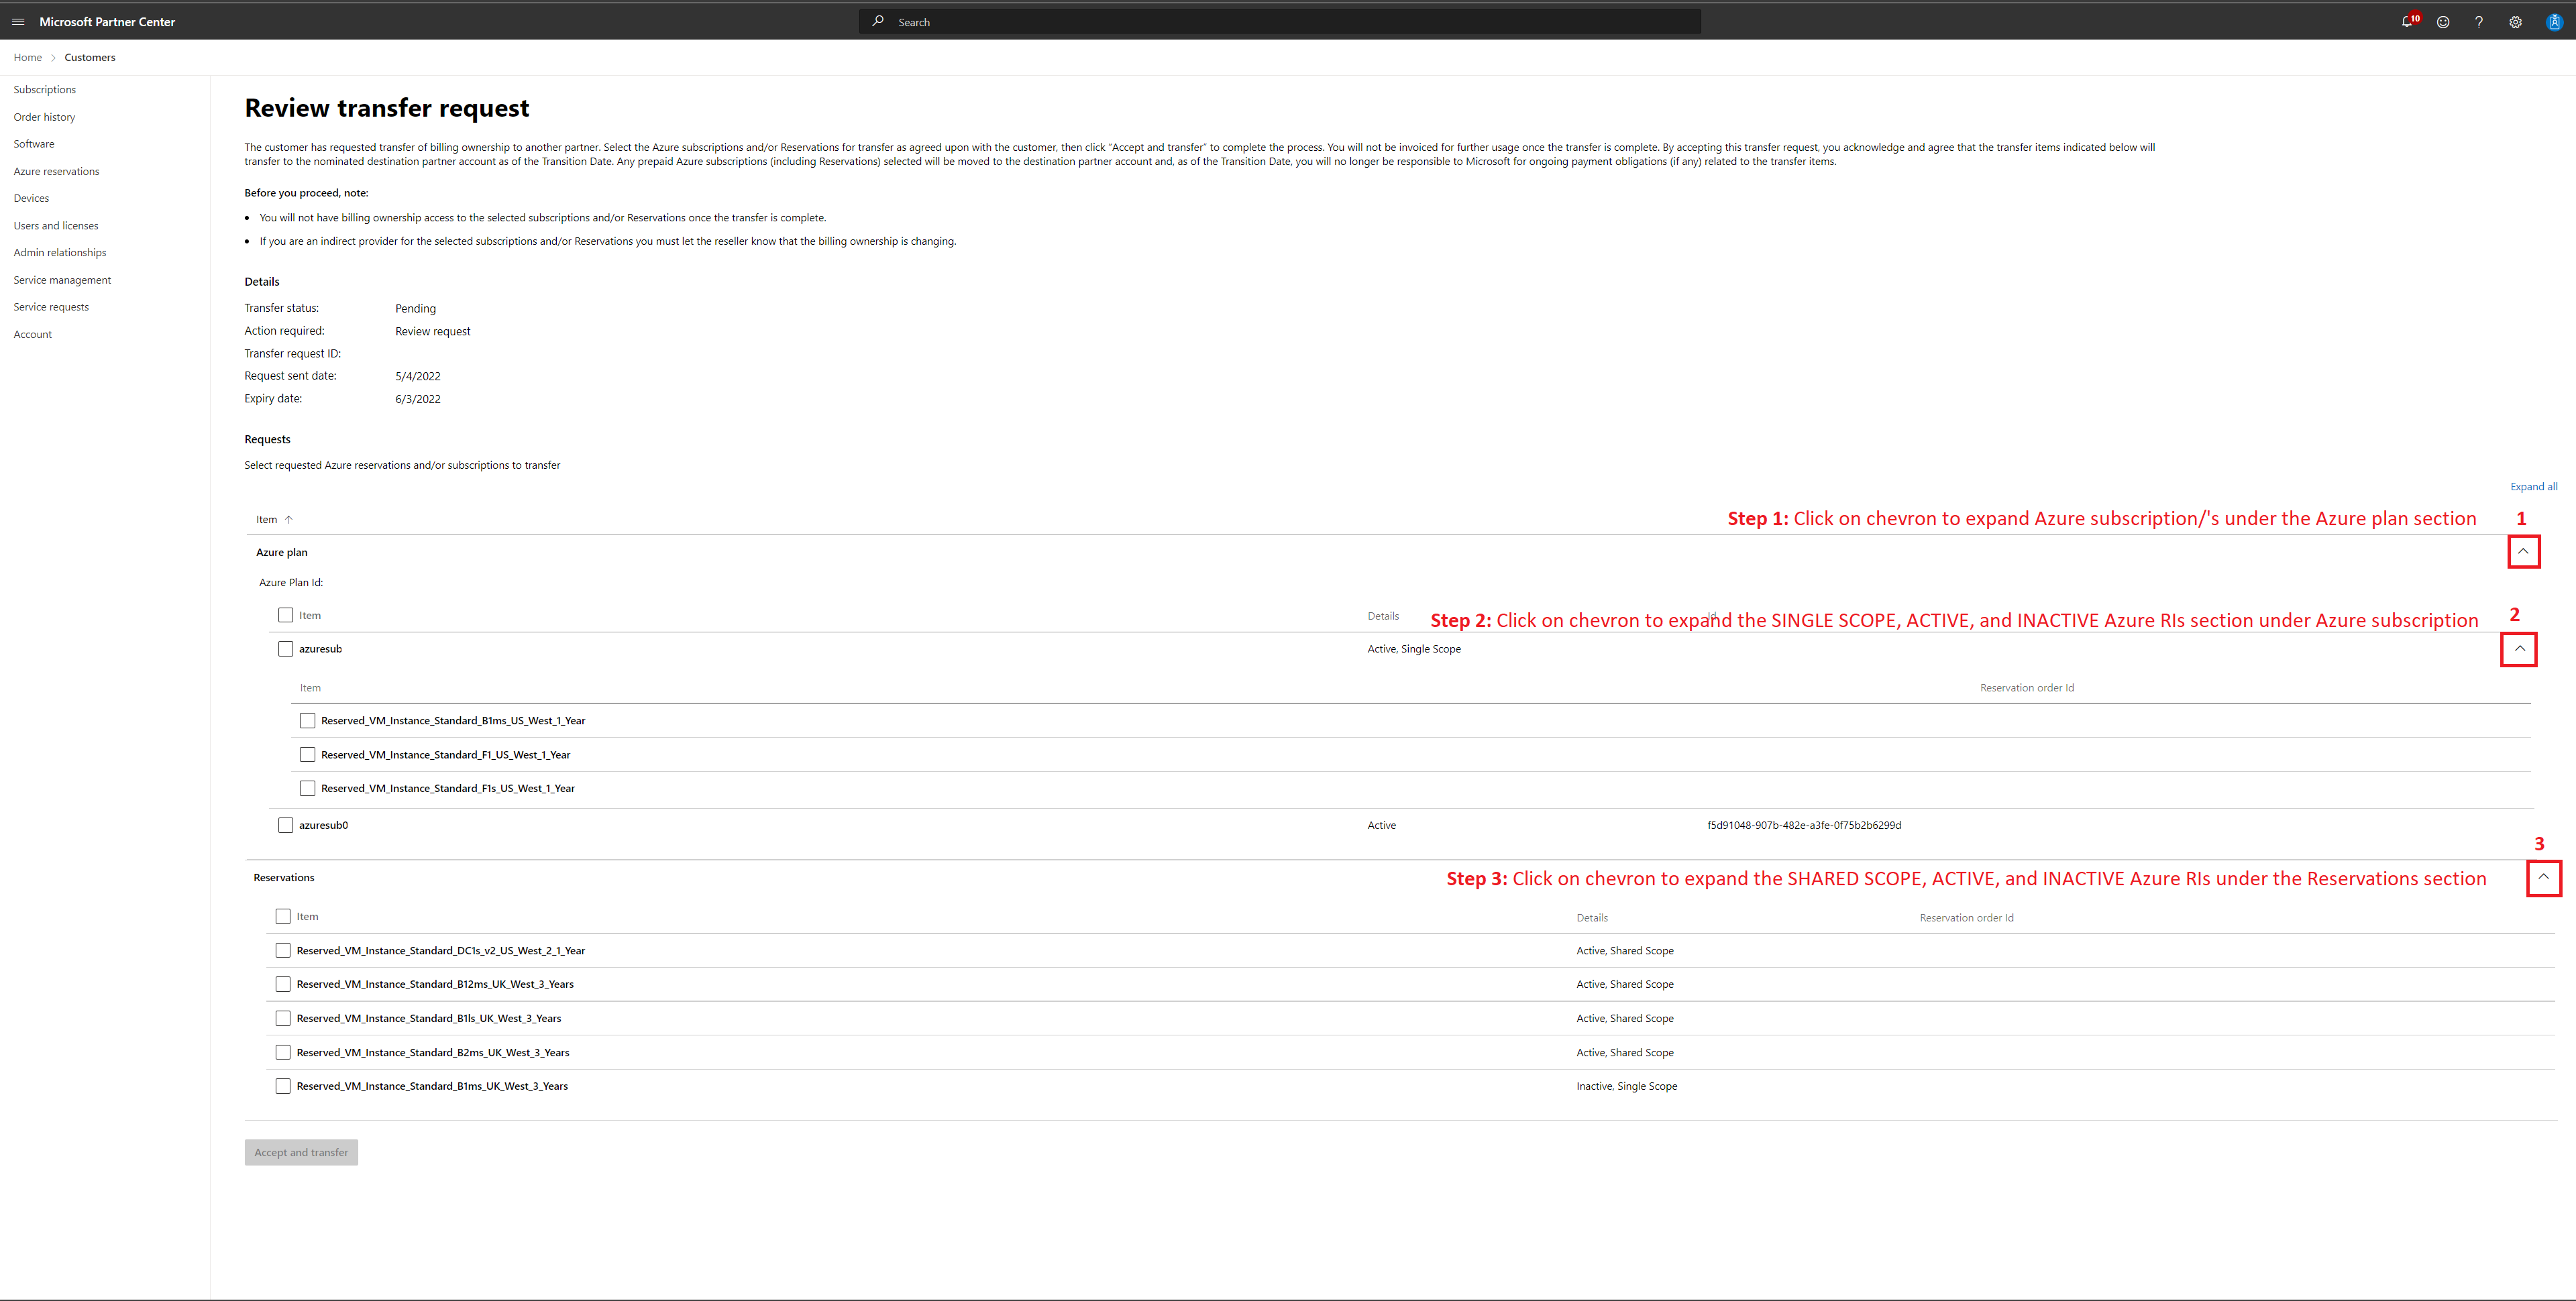 Microsoft Partner Center
Search
10
Home > Customers
Subscriptions
Order history
Software
Azure reservations
Devices
Users and licenses
Admin relationships
Service management
Service requests
Account
Review transfer request
The customer has requested transfer of billing ownership to another partner. Select the Azure subscriptions and/or Reservations for transfer as agreed upon with the customer, then click “Accept and transfer” to complete the process. You will not be invoiced for further usage once the transfer is complete. By accepting this transfer request, you acknowledge and agree that the transfer items indicated below will
transfer to the nominated destination partner account as of the Transition Date. Any prepaid Azure subscriptions (including Reservations) selected will be moved to the destination partner account and, as of the Transition Date, you will no longer be responsible to Microsoft for ongoing payment obligations (if any) related to the transfer items.
Before you proceed, note:
• You will not have billing ownership access to the selected subscriptions and/or Reservations once the transfer is complete.
• If you are an indirect provider for the selected subscriptions and/or Reservations you must let the reseller know that the billing ownership is changing.
Details
Transfer status: Pending
Action required: Review request
Transfer request ID:
Request sent date: 5/4/2022
Expiry date: 6/3/2022
Requests
Select requested Azure reservations and/or subscriptions to transfer
Expand all
Item ↑
Step 1: Click on chevron to expand Azure subscription/'s under the Azure plan section 1
Azure plan
Azure Plan Id:
Item Details Id
Step 2: Click on chevron to expand the SINGLE SCOPE, ACTIVE, and INACTIVE Azure RIs section under Azure subscription 2
azuresub Active, Single Scope
Item Reservation order Id
Reserved_VM_Instance_Standard_B1ms_US_West_1_Year
Reserved_VM_Instance_Standard_F1_US_West_1_Year
Reserved_VM_Instance_Standard_F1s_US_West_1_Year
azuresub0 Active f5d91048-907b-482e-a3fe-0f75b2b6299d
3
Reservations
Step 3: Click on chevron to expand the SHARED SCOPE, ACTIVE, and INACTIVE Azure RIs under the Reservations section
Item Details Reservation order Id
Reserved_VM_Instance_Standard_DC1s_v2_US_West_2_1_Year Active, Shared Scope
Reserved_VM_Instance_Standard_B12ms_UK_West_3_Years Active, Shared Scope
Reserved_VM_Instance_Standard_B1ls_UK_West_3_Years Active, Shared Scope
Reserved_VM_Instance_Standard_B2ms_UK_West_3_Years Active, Shared Scope
Reserved_VM_Instance_Standard_B1ms_UK_West_3_Years Inactive, Single Scope
Accept and transfer